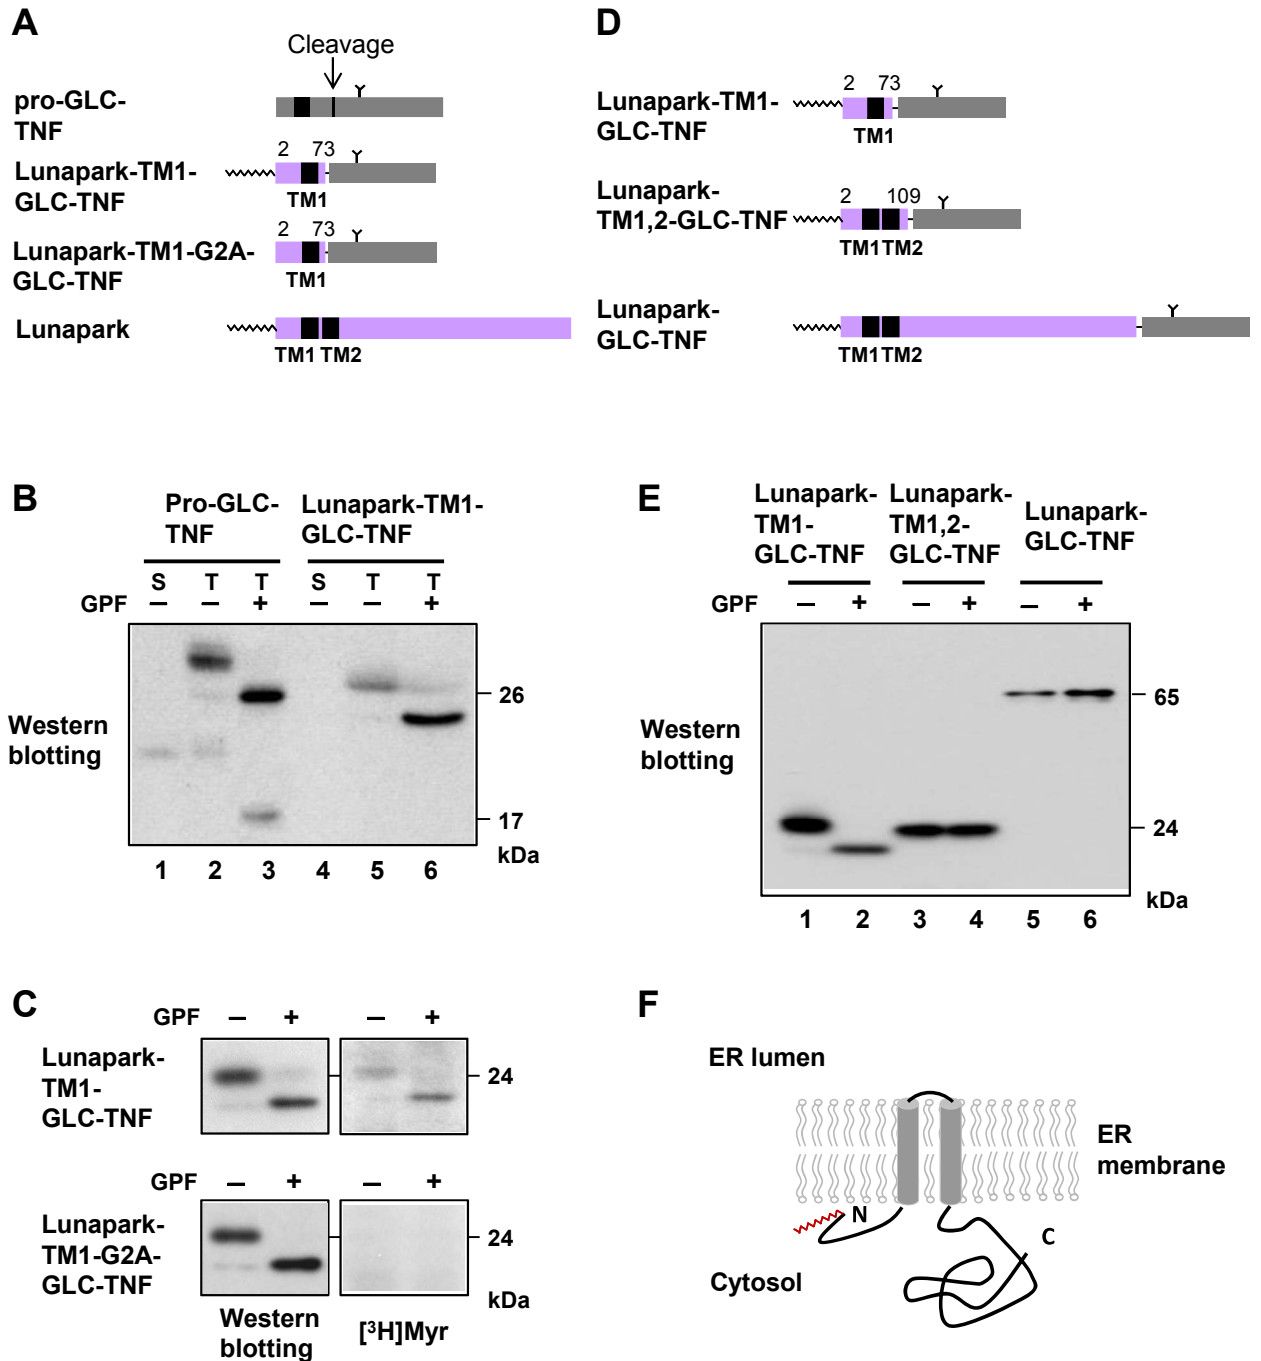 A
Cleavage
pro-GLC-
TNF
2 73
Lunapark-TM1-
GLC-TNF
TM1
2 73
Lunapark-TM1-G2A-
GLC-TNF
TM1
Lunapark
TM1 TM2
D
2 73
Lunapark-TM1-
GLC-TNF
TM1
2 109
Lunapark-
TM1,2-GLC-TNF
TM1 TM2
Lunapark-
GLC-TNF
TM1 TM2
B
Pro-GLC-
TNF
Lunapark-TM1-
GLC-TNF
S T T S T T
GPF – – + – – +
26
Western
blotting
17
kDa
1 2 3 4 5 6
E
Lunapark-
TM1-
GLC-TNF
Lunapark-
TM1,2-
GLC-TNF
Lunapark-
GLC-TNF
GPF – + – + – +
65
Western
blotting
24
kDa
1 2 3 4 5 6
C
GPF – + – +
Lunapark-
TM1-
GLC-TNF
24
GPF – + – +
Lunapark-
TM1-G2A-
GLC-TNF
24
kDa
Western
blotting
[³H]Myr
F
ER lumen
ER
membrane
N
C
Cytosol